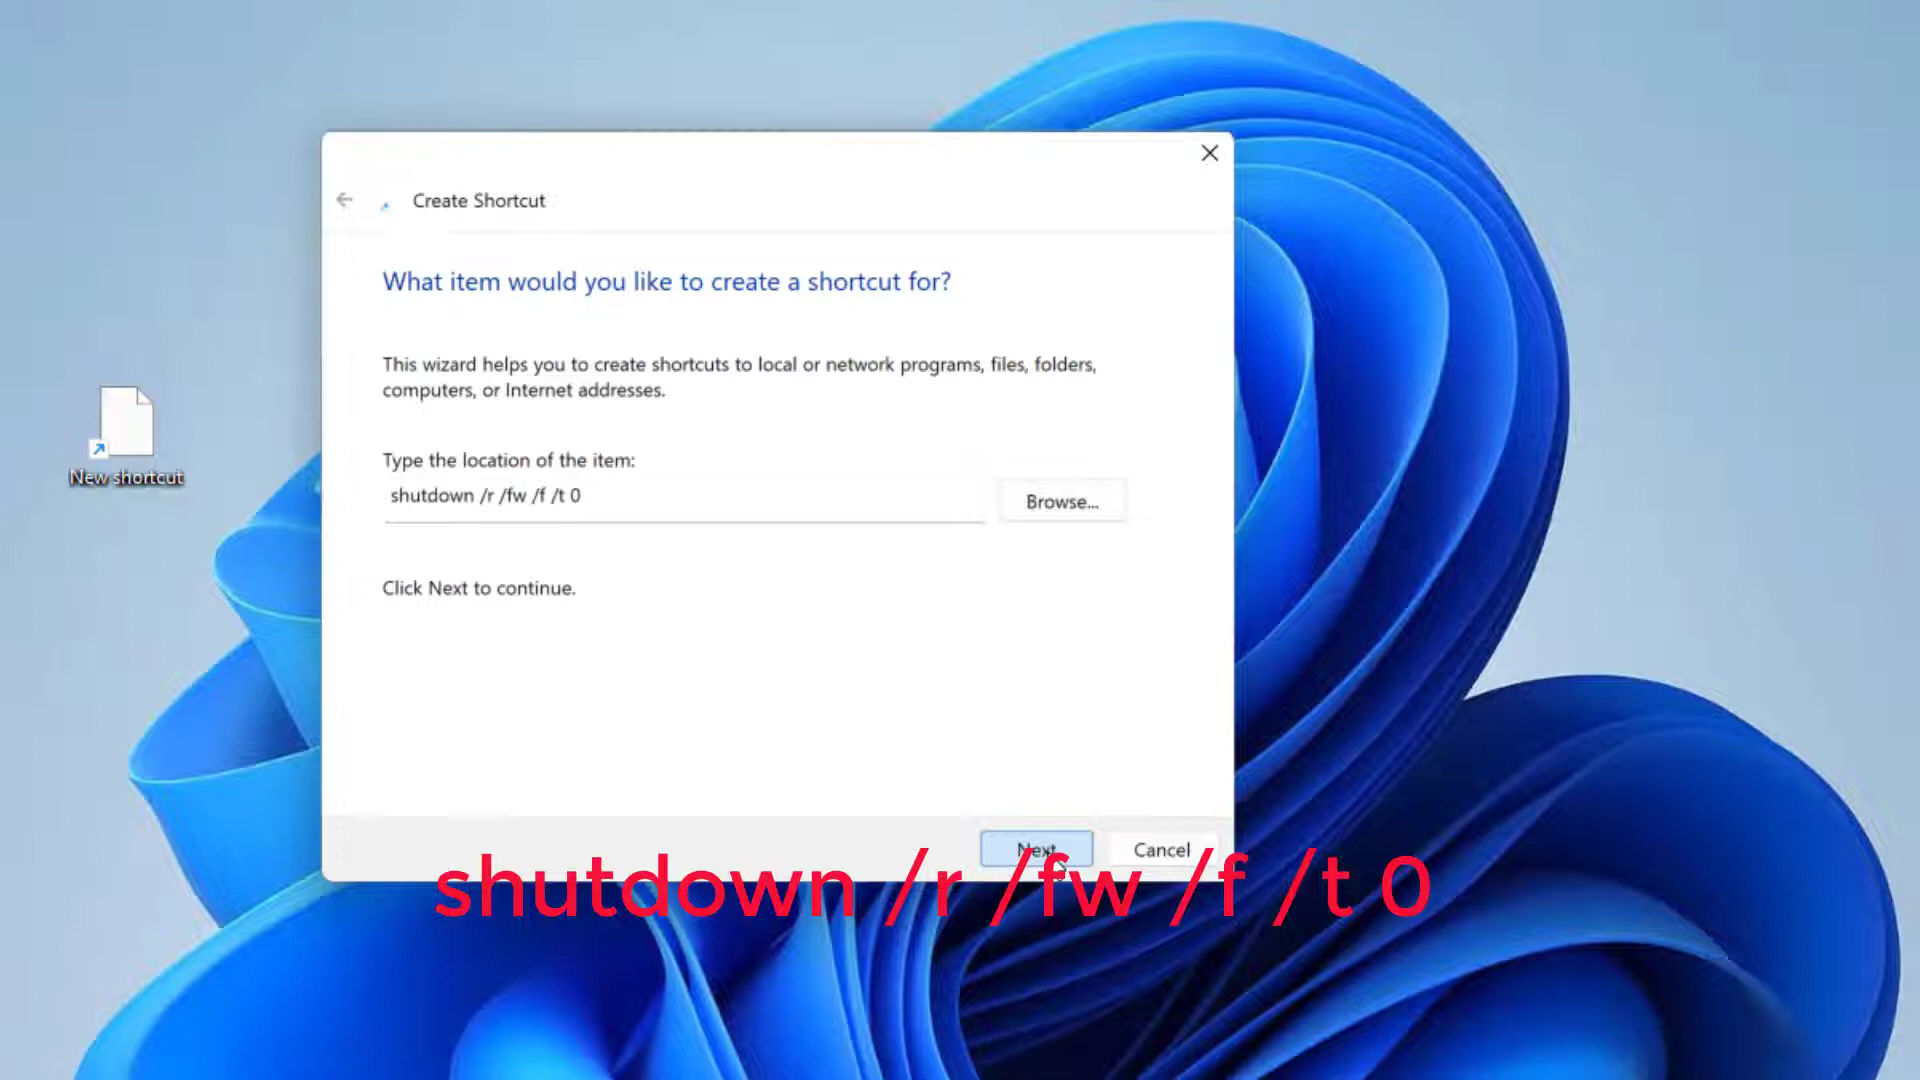 Create Shortcut
What item would you like to create a shortcut for?
This wizard helps you to create shortcuts to local or network programs, files, folders,
computers, or Internet addresses.
New shortcut
Type the location of the item:
shutdown /r /fw /f /t 0
Browse...
Click Next to continue.
Next
Cancel
shutdown /r /fw /f /t 0